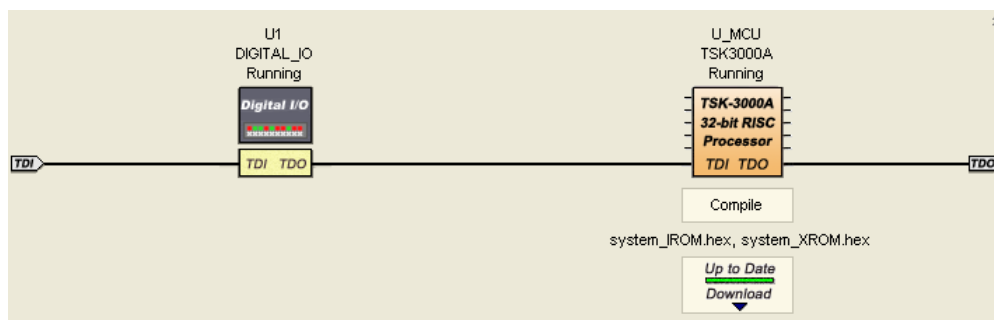 U1
DIGITAL_IO
Running
Digital I/O
TDI TDO
U_MCU
TSK3000A
Running
TSK-3000A
32-bit RISC
Processor
TDI TDO
TDI
TDO
Compile
system_IROM.hex, system_XROM.hex
Up to Date
Download